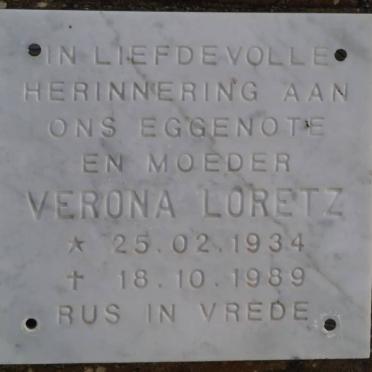 IN LIEFDEVOLLE
HERINNERING AAN
ONS EGGENOTE
EN MOEDER
VERONA LORETZ
* 25.02.1934
† 18.10.1989
RUS IN VREDE